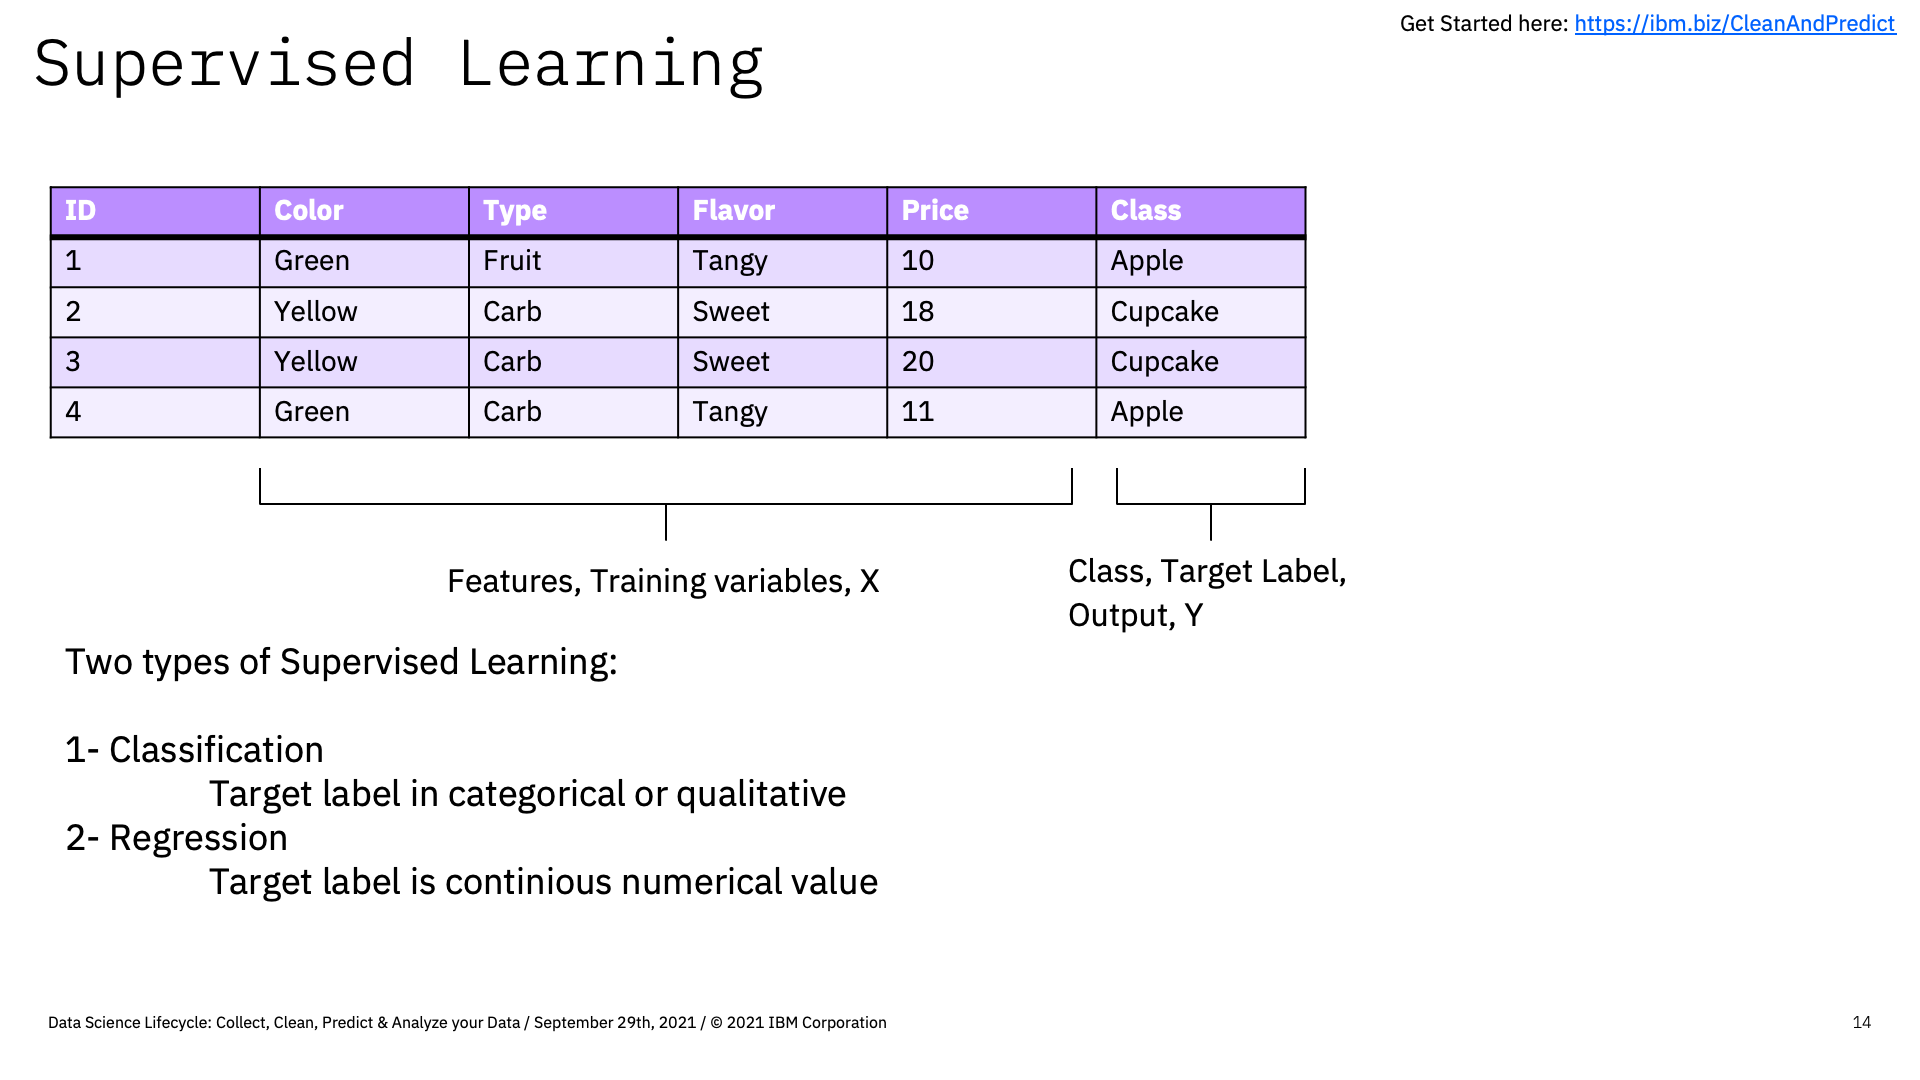 Get Started here: https://ibm.biz/CleanAndPredict
Supervised Learning
ID Color Type Flavor Price Class
1 Green Fruit Tangy 10 Apple
2 Yellow Carb Sweet 18 Cupcake
3 Yellow Carb Sweet 20 Cupcake
4 Green Carb Tangy 11 Apple
Features, Training variables, X
Class, Target Label,
Output, Y
Two types of Supervised Learning:
1- Classification
Target label in categorical or qualitative
2- Regression
Target label is continious numerical value
Data Science Lifecycle: Collect, Clean, Predict & Analyze your Data / September 29th, 2021 / © 2021 IBM Corporation
14